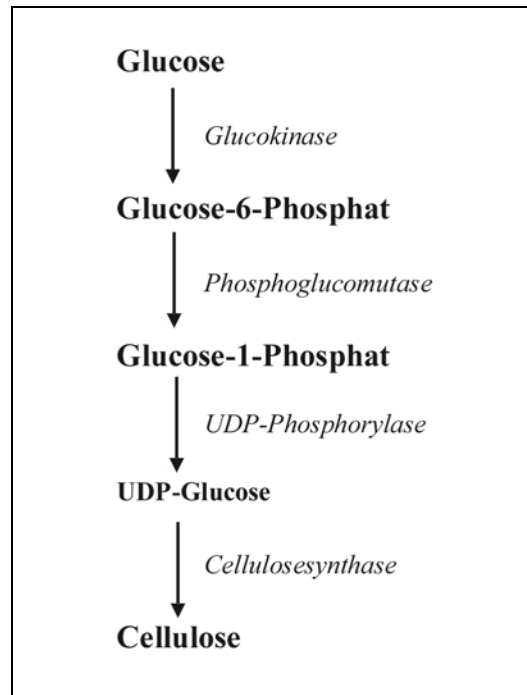 Glucose
Glucokinase
Glucose-6-Phosphat
Phosphoglucomutase
Glucose-1-Phosphat
UDP-Phosphorylase
UDP-Glucose
Cellulosesynthase
Cellulose